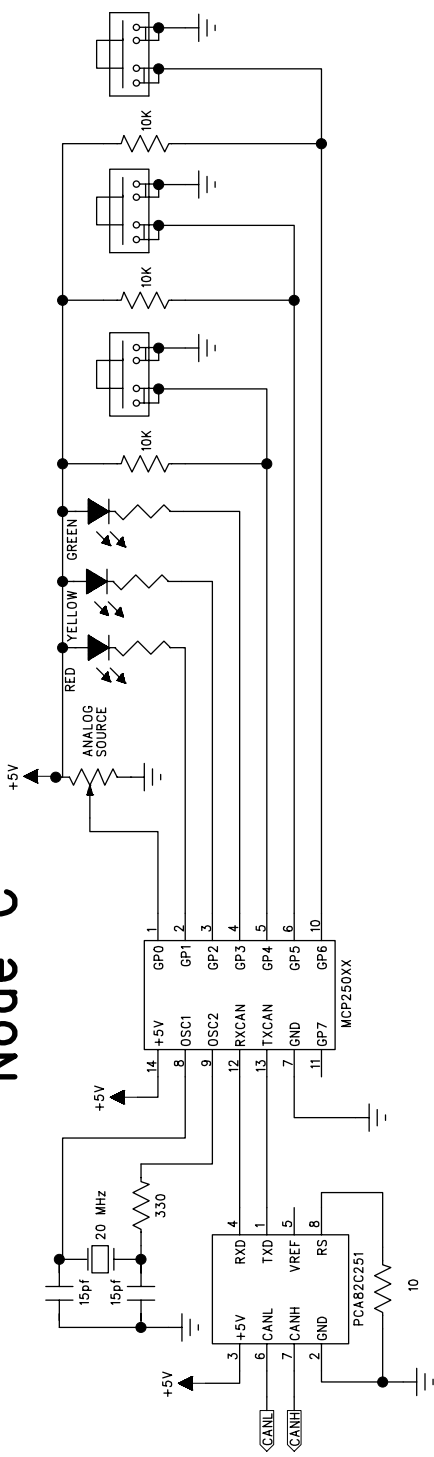 Node C
+5V
RED
YELLOW
GREEN
ANALOG
SOURCE
10K
10K
10K
+5V
+5V
20 MHz
15pf
15pf
330
14 +5V
8 OSC1
9 OSC2
12 RXCAN
13 TXCAN
7 GND
11 GP7
GP0 1
GP1 2
GP2 3
GP3 4
GP4 5
GP5 6
GP6 10
MCP250XX
3 +5V
6 CANL
7 CANH
2 GND
RXD 4
TXD 1
VREF 5
RS 8
PCA82C251
CANL
CANH
10